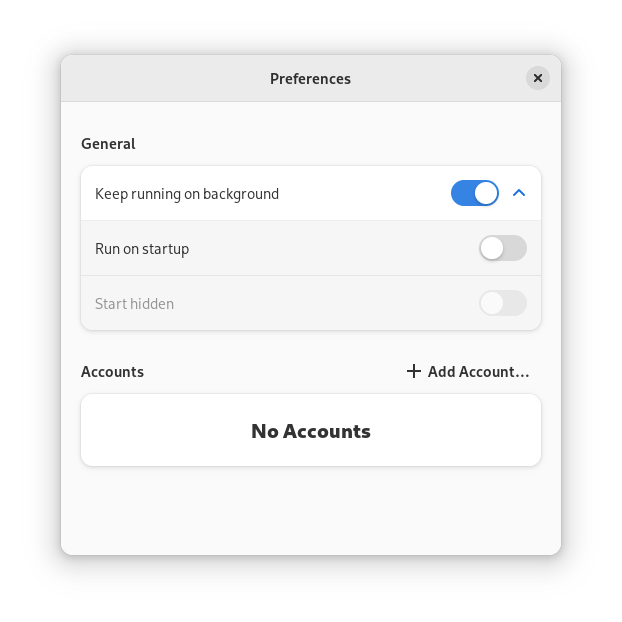 Preferences
General
Keep running on background
Run on startup
Start hidden
Accounts
Add Account...
No Accounts